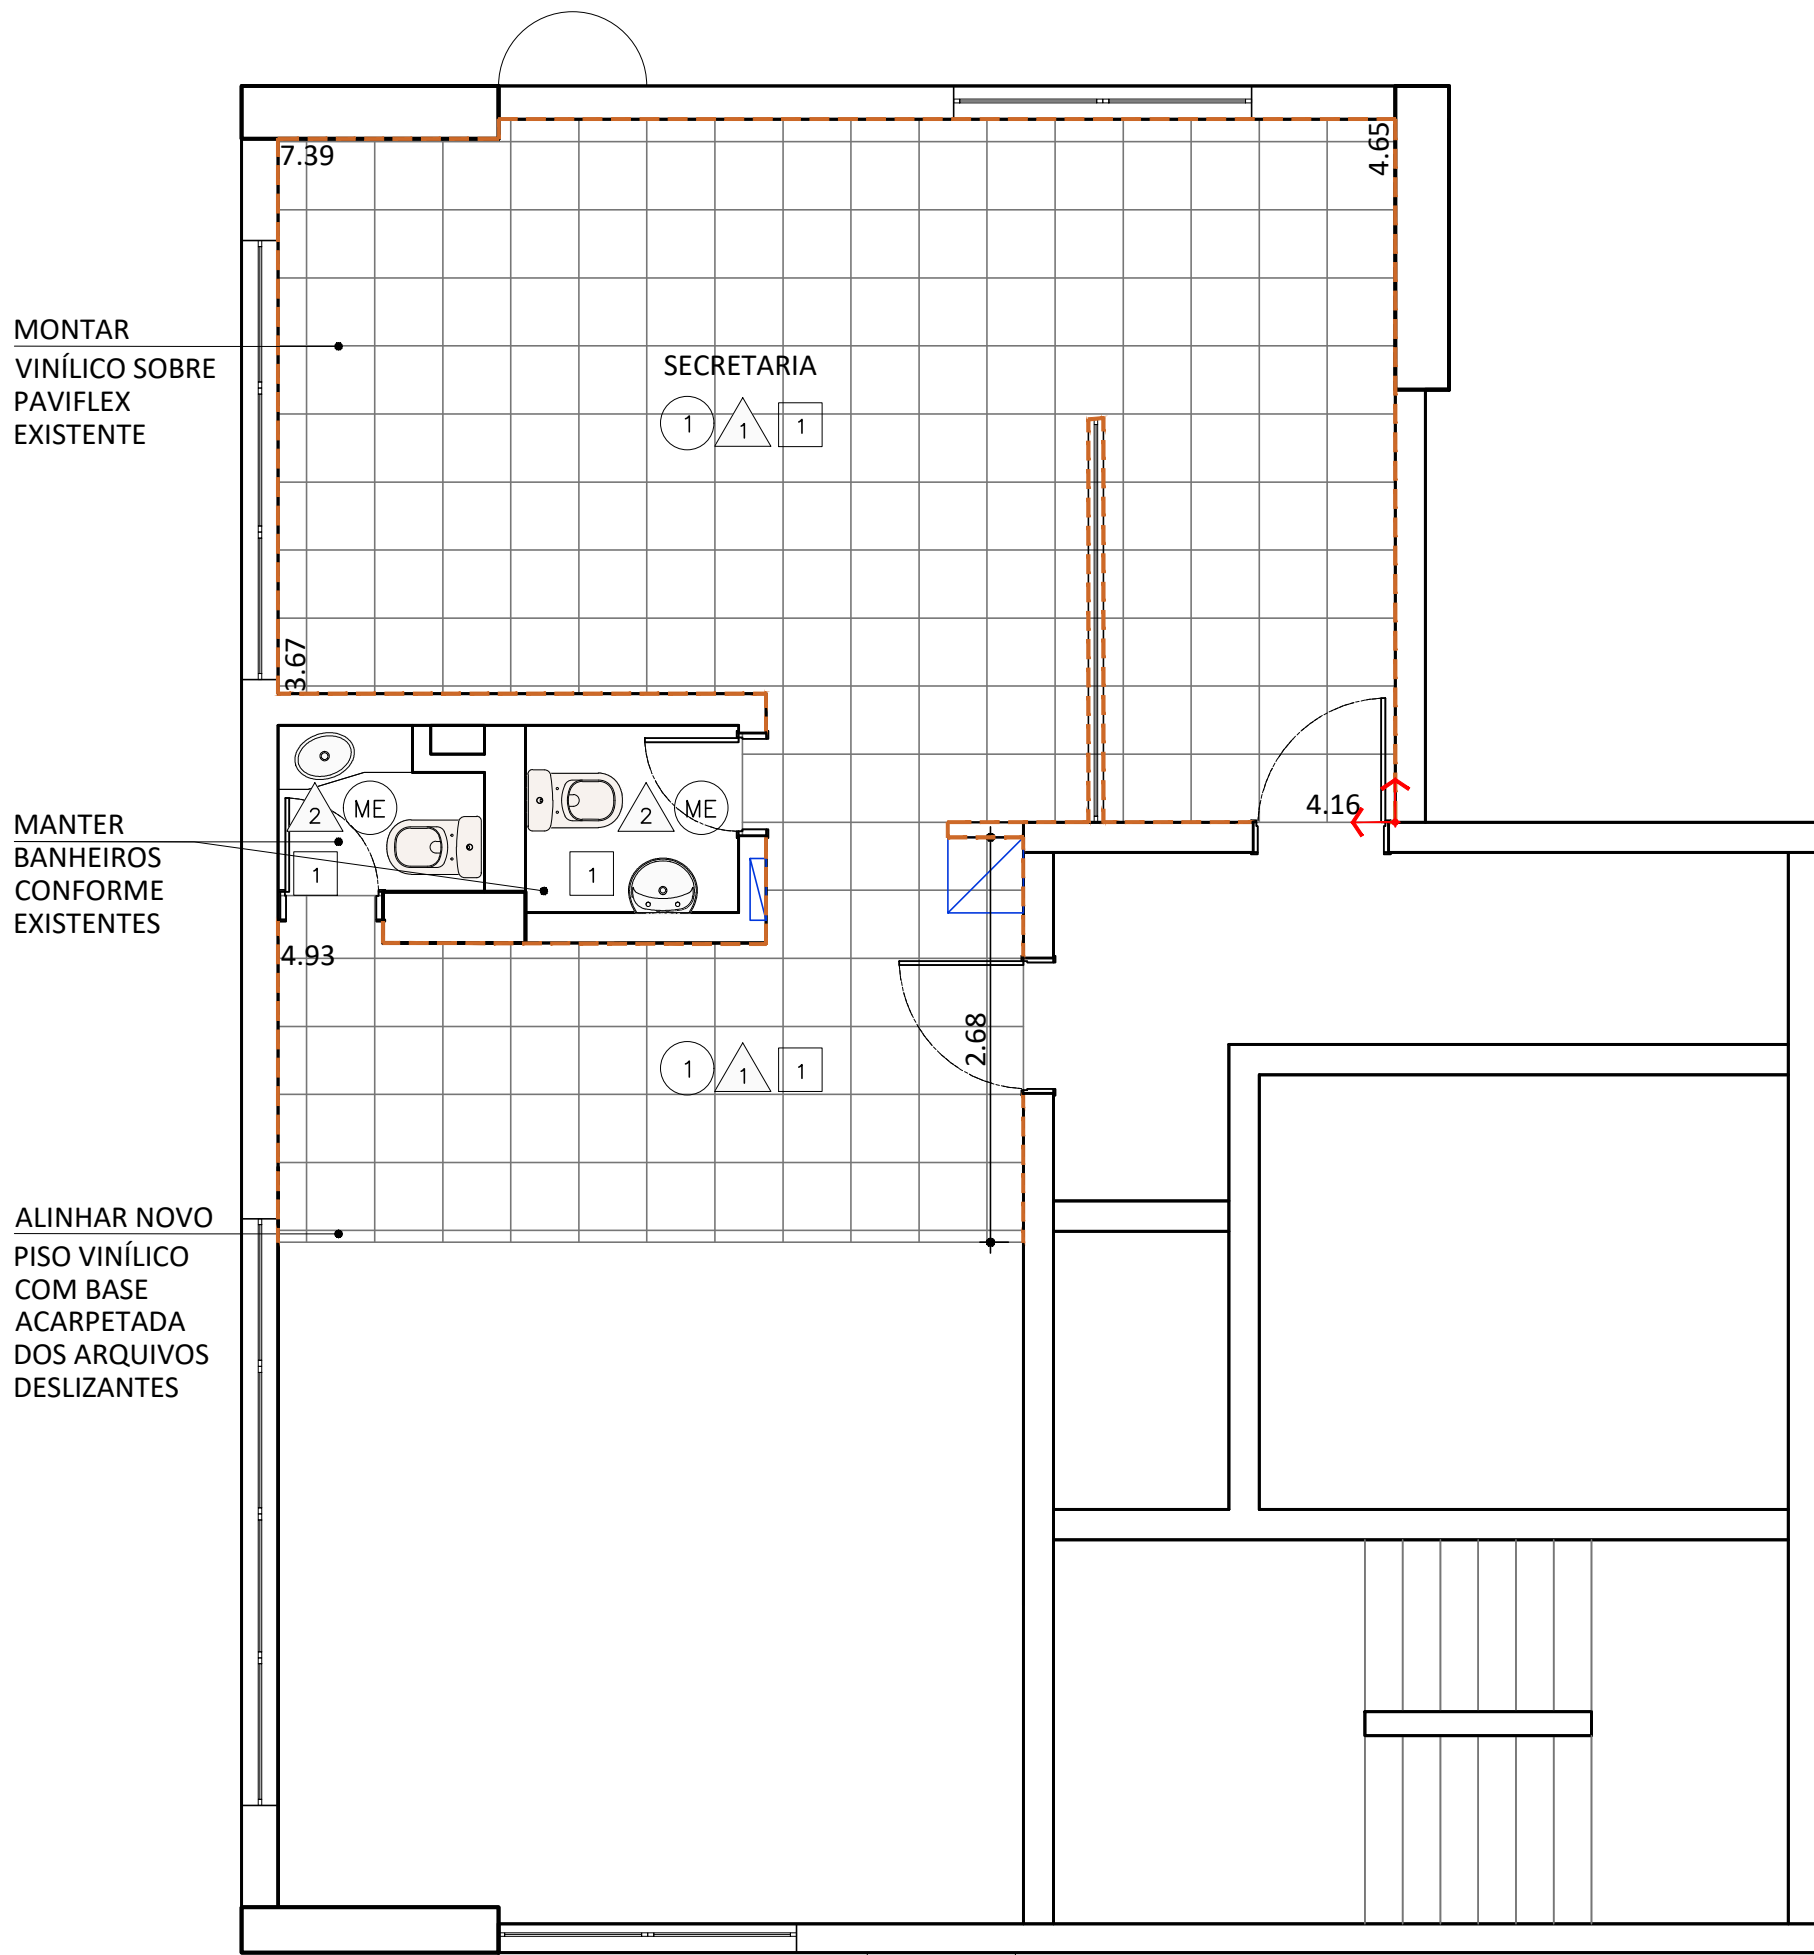 7.39
4.65
MONTAR
VINÍLICO SOBRE
PAVIFLEX
EXISTENTE
SECRETARIA
1 1 1
3.67
4.16
MANTER
BANHEIROS
CONFORME
EXISTENTES
2 ME
1
2 ME
1
4.93
2.68
1 1 1
ALINHAR NOVO
PISO VINÍLICO
COM BASE
ACARPETADA
DOS ARQUIVOS
DESLIZANTES